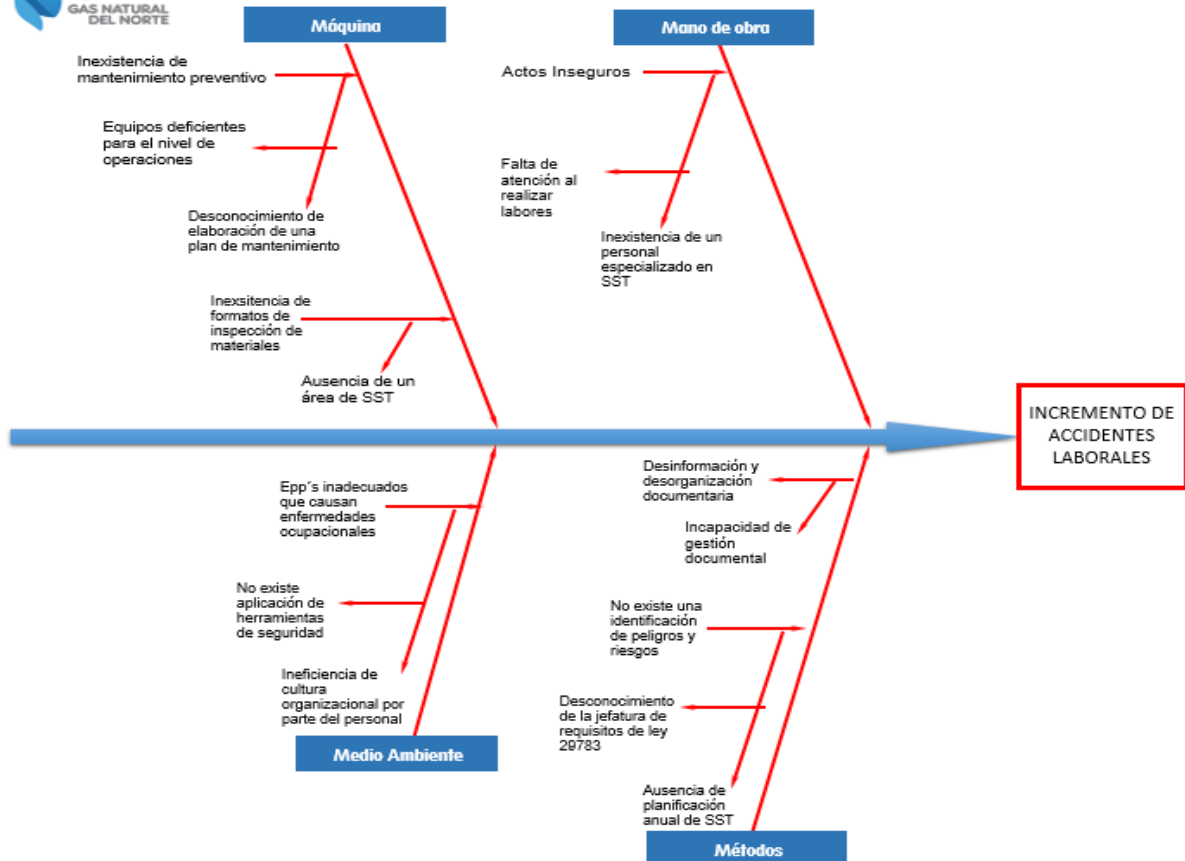 GAS NATURAL
DEL NORTE
Máquina
Mano de obra
Inexistencia de
mantenimiento preventivo
Actos Inseguros
Equipos deficientes
para el nivel de
operaciones
Falta de
atención al
realizar
labores
Desconocimiento de
elaboración de una
plan de mantenimiento
Inexistencia de un
personal
especializado en
SST
Inexsitencia de
formatos de
inspección de
materiales
Ausencia de un
área de SST
INCREMENTO DE
ACCIDENTES
LABORALES
Epp´s inadecuados
que causan
enfermedades
ocupacionales
Desinformación y
desorganización
documentaria
Incapacidad de
gestión
documental
No existe
aplicación de
herramientas
de seguridad
No existe una
identificación
de peligros y
riesgos
Ineficiencia de
cultura
organizacional por
parte del personal
Desconocimiento
de la jefatura de
requisitos de ley
29783
Medio Ambiente
Ausencia de
planificación
anual de SST
Métodos